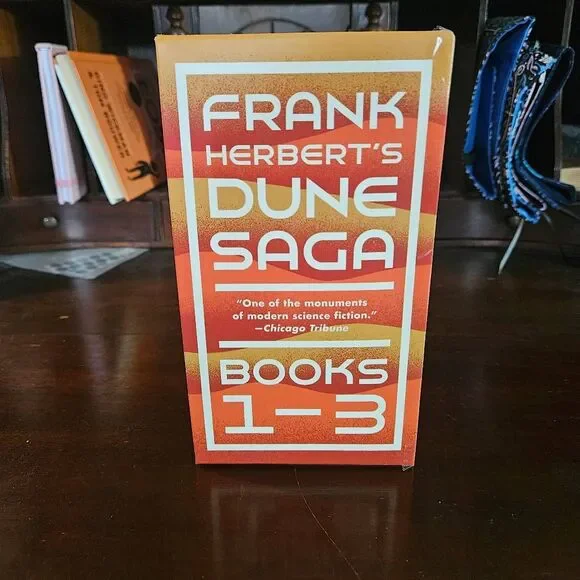 FRANK
HERBERT'S
DUNE
SAGA
"One of the monuments
of modern science fiction."
—Chicago Tribune
BOOKS
1–3